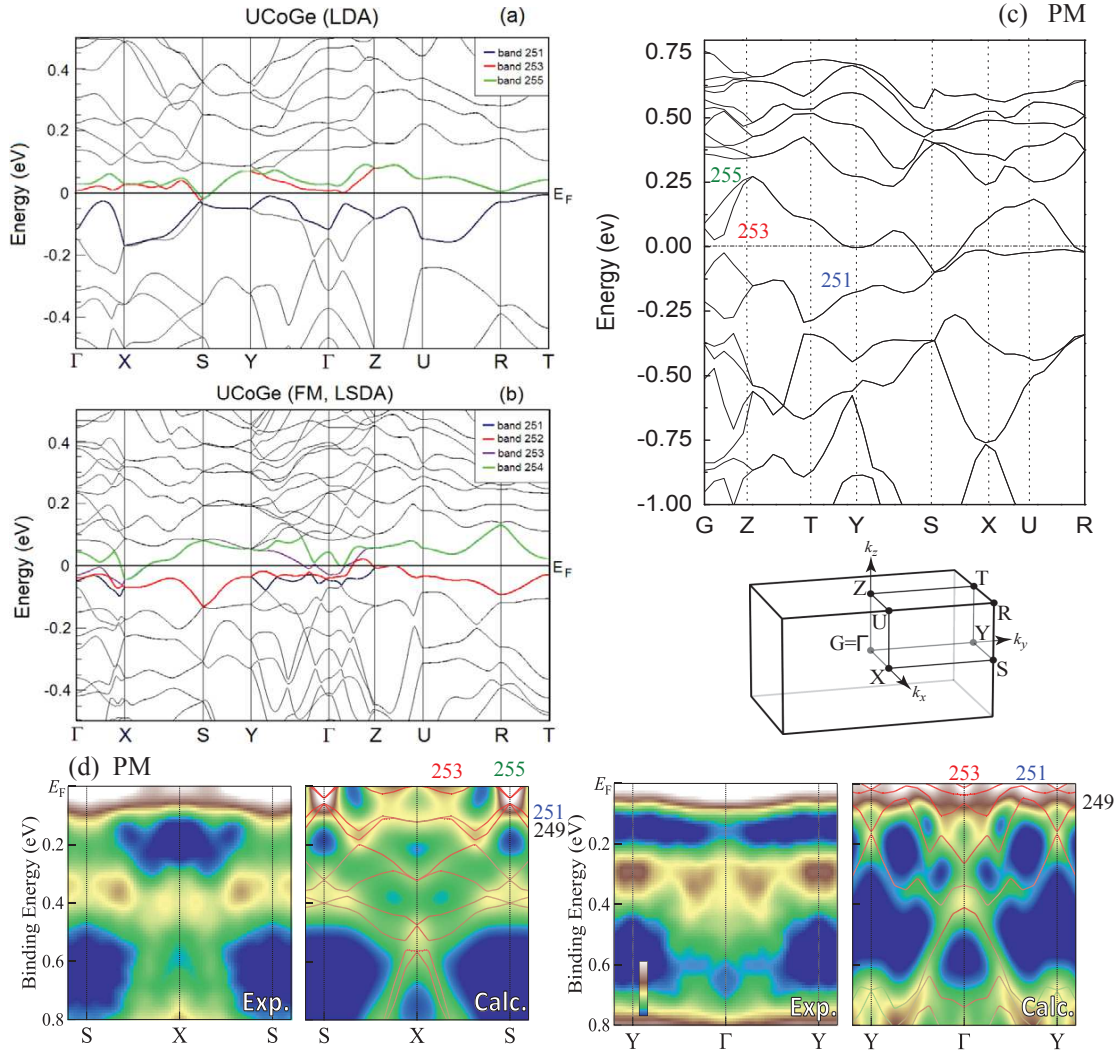 UCoGe (LDA)
(a)
band 251
band 253
band 255
Energy (eV)
0.4
0.2
0
-0.2
-0.4
E_F
Γ X S Y Γ Z U R T
UCoGe (FM, LSDA)
(b)
band 251
band 252
band 253
band 254
Energy (eV)
0.4
0.2
0
-0.2
-0.4
E_F
Γ X S Y Γ Z U R T
(c) PM
Energy (ev)
0.75
0.50
0.25
0.00
-0.25
-0.50
-0.75
-1.00
255
253
251
G Z T Y S X U R
k_z
Z T
U R
G=Γ Y k_y
X S
k_x
(d) PM
253 255
E_F
251
249
Binding Energy (eV)
0.2
0.4
0.6
0.8
Exp.
Calc.
S X S
S X S
253 251
E_F
249
Binding Energy (eV)
0.2
0.4
0.6
0.8
Exp.
Calc.
Y Γ Y
Y Γ Y